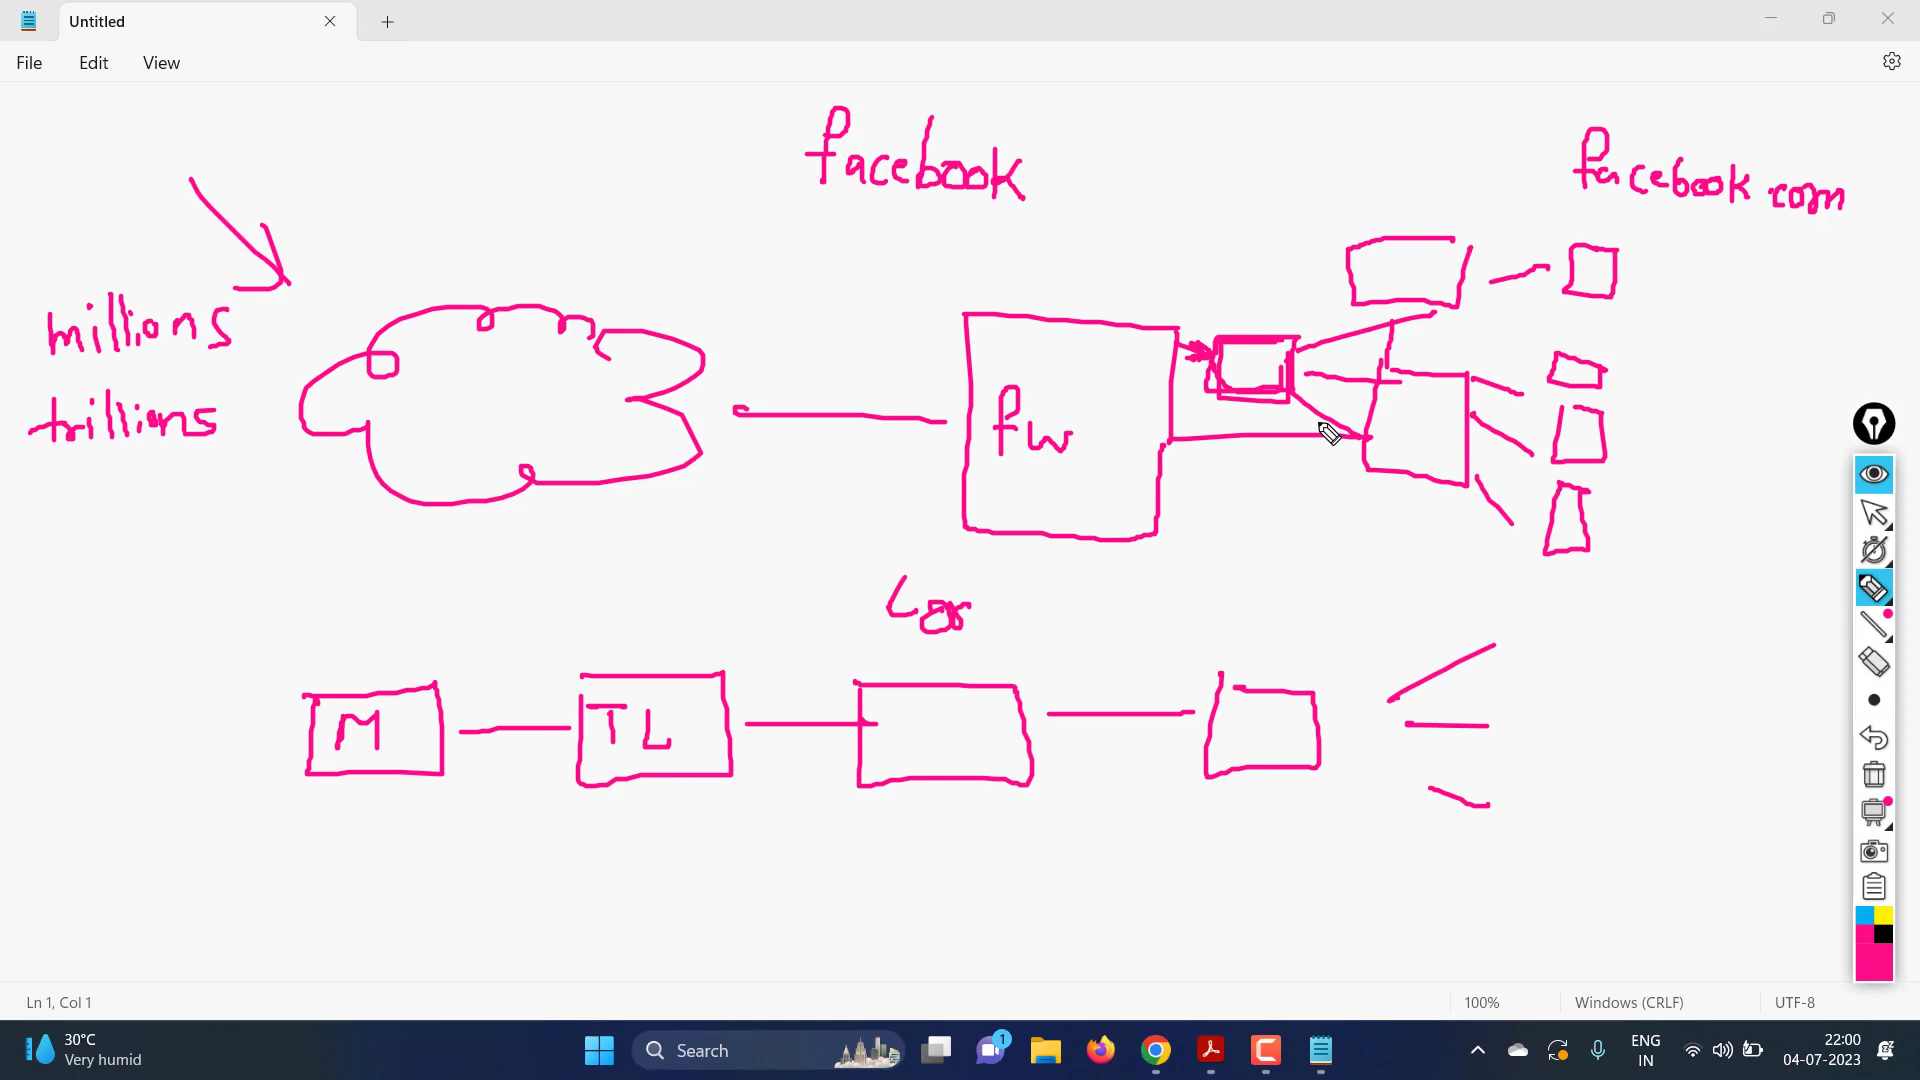 Untitled
File Edit View
facebook
facebook com
millions
trillions
fw
M
TL
Ln 1, Col 1
100%
Windows (CRLF)
UTF-8
30°C
Very humid
Search
1
ENG
IN
22:00
04-07-2023